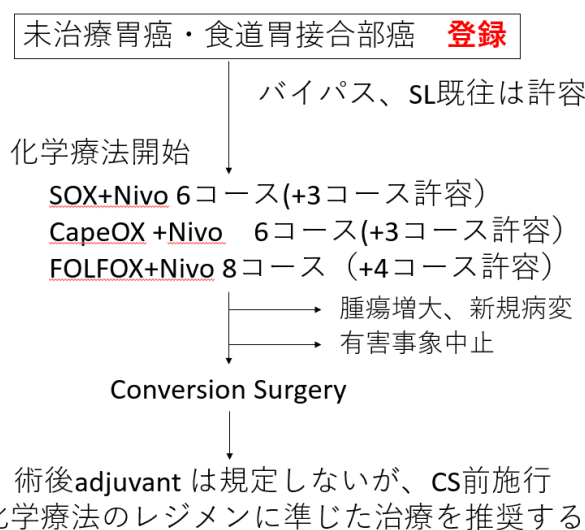 未治療胃癌・食道胃接合部癌　登録
バイパス、SL既往は許容
化学療法開始
SOX+Nivo 6コース(+3コース許容）
CapeOX +Nivo　6コース(+3コース許容）
FOLFOX+Nivo 8コース（+4コース許容）
腫瘍増大、新規病変
有害事象中止
Conversion Surgery
術後adjuvant は規定しないが、CS前施行
化学療法のレジメンに準じた治療を推奨する